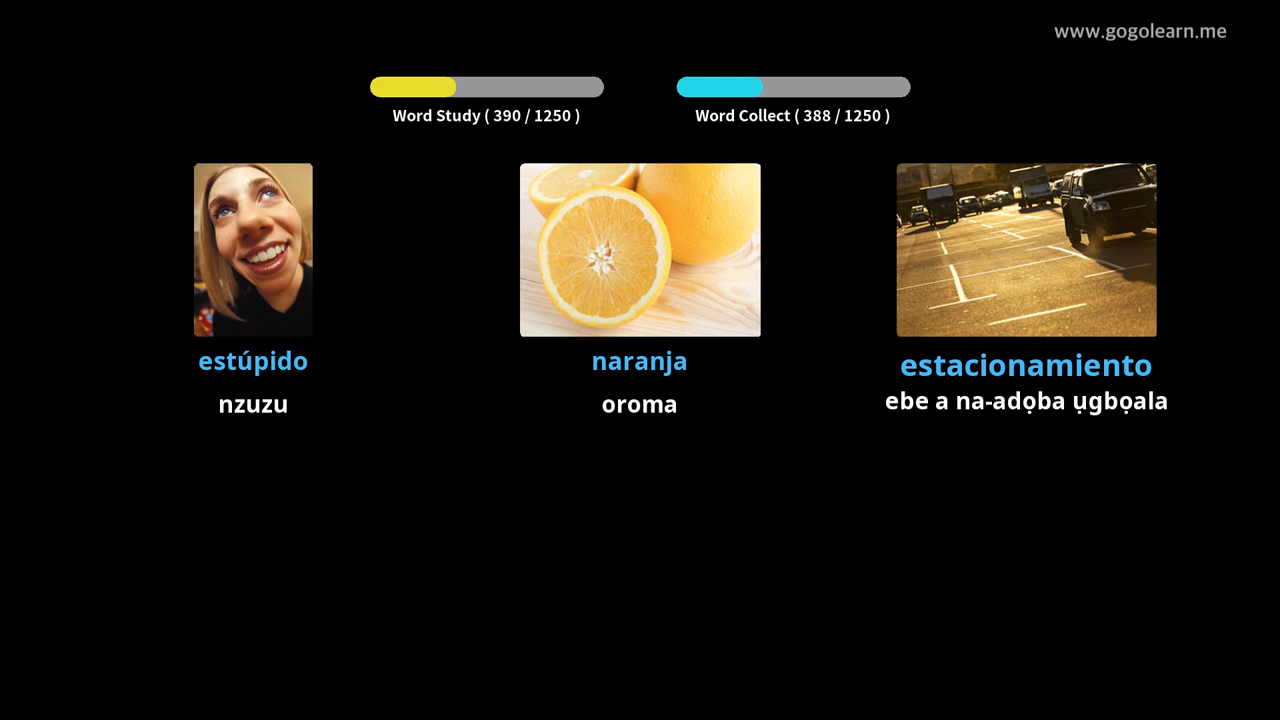 www.gogolearn.me
Word Study ( 390 / 1250 )
Word Collect ( 388 / 1250 )
estúpido
nzuzu
naranja
oroma
estacionamiento
ebe a na-adọba ụgbọala